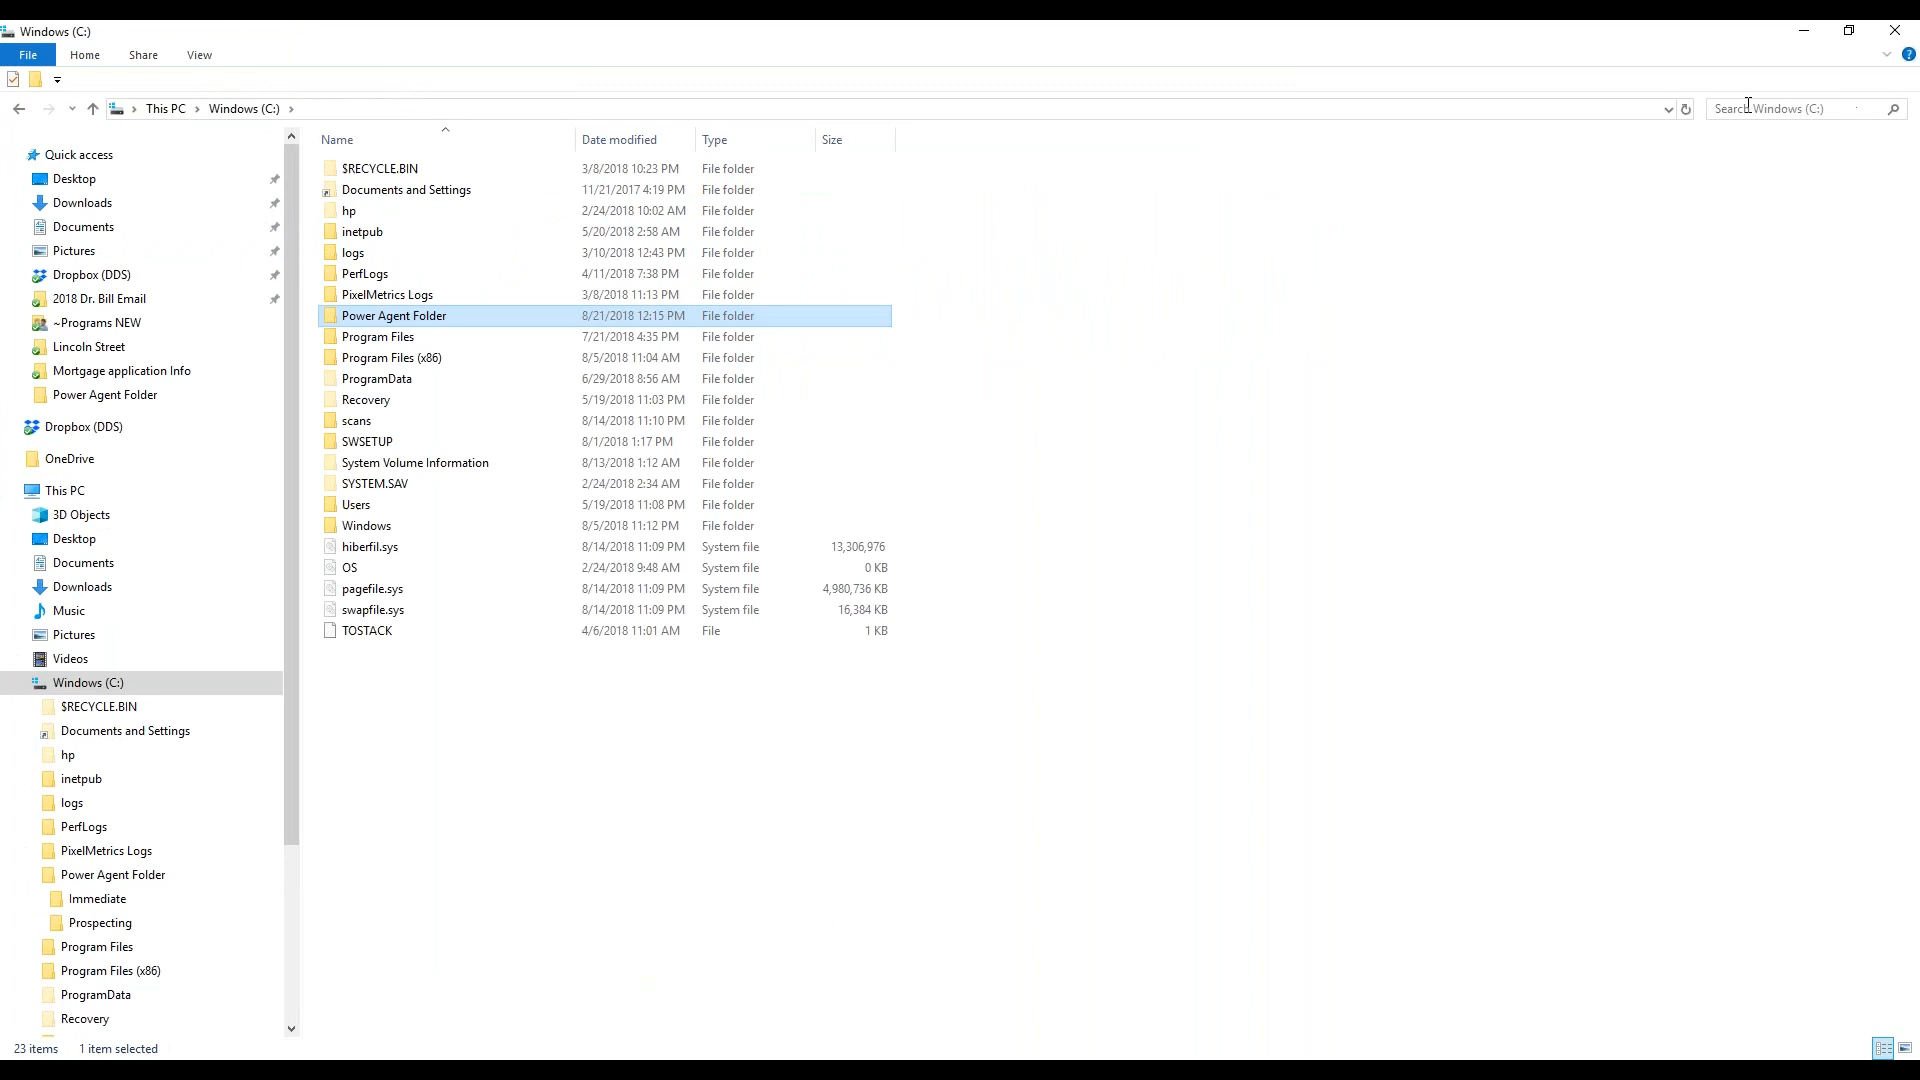 Windows (C:)
File Home Share View
This PC Windows (C:) Search Windows (C:)
Name Date modified Type Size
Quick access
Desktop
Downloads
Documents
Pictures
Dropbox (DDS)
2018 Dr. Bill Email
~Programs NEW
Lincoln Street
Mortgage application Info
Power Agent Folder
Dropbox (DDS)
OneDrive
This PC
3D Objects
Desktop
Documents
Downloads
Music
Pictures
Videos
Windows (C:)
$RECYCLE.BIN
Documents and Settings
hp
inetpub
logs
PerfLogs
PixelMetrics Logs
Power Agent Folder
Immediate
Prospecting
Program Files
Program Files (x86)
ProgramData
Recovery
$RECYCLE.BIN 3/8/2018 10:23 PM File folder
Documents and Settings 11/21/2017 4:19 PM File folder
hp 2/24/2018 10:02 AM File folder
inetpub 5/20/2018 2:58 AM File folder
logs 3/10/2018 12:43 PM File folder
PerfLogs 4/11/2018 7:38 PM File folder
PixelMetrics Logs 3/8/2018 11:13 PM File folder
Power Agent Folder 8/21/2018 12:15 PM File folder
Program Files 7/21/2018 4:35 PM File folder
Program Files (x86) 8/5/2018 11:04 AM File folder
ProgramData 6/29/2018 8:56 AM File folder
Recovery 5/19/2018 11:03 PM File folder
scans 8/14/2018 11:10 PM File folder
SWSETUP 8/1/2018 1:17 PM File folder
System Volume Information 8/13/2018 1:12 AM File folder
SYSTEM.SAV 2/24/2018 2:34 AM File folder
Users 5/19/2018 11:08 PM File folder
Windows 8/5/2018 11:12 PM File folder
hiberfil.sys 8/14/2018 11:09 PM System file 13,306,976
OS 2/24/2018 9:48 AM System file 0 KB
pagefile.sys 8/14/2018 11:09 PM System file 4,980,736 KB
swapfile.sys 8/14/2018 11:09 PM System file 16,384 KB
TOSTACK 4/6/2018 11:01 AM File 1 KB
23 items 1 item selected